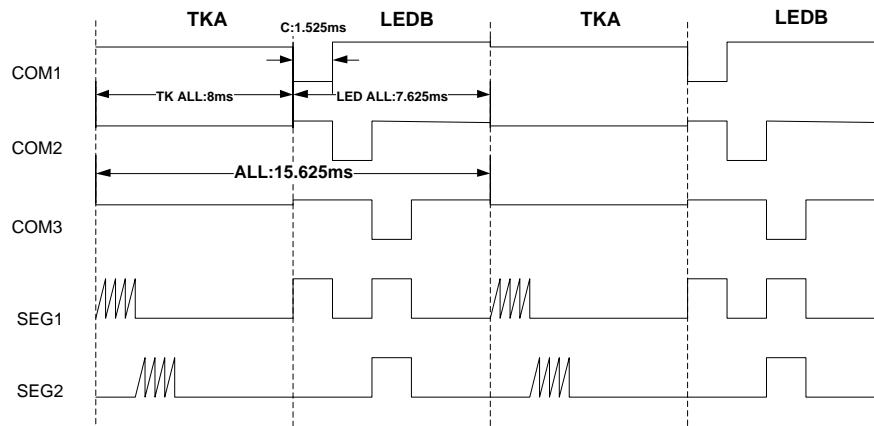 TKA LEDB TKA LEDB
C:1.525ms
COM1
TK ALL:8ms LED ALL:7.625ms
COM2
ALL:15.625ms
COM3
SEG1
SEG2